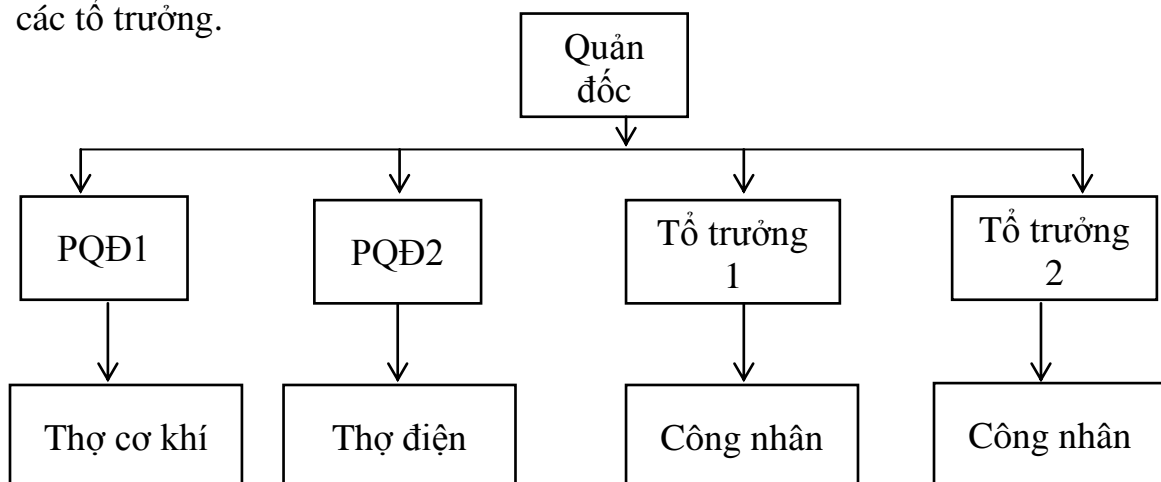 các tổ trưởng.
Quản
đốc
PQĐ1
PQĐ2
Tổ trưởng
1
Tổ trưởng
2
Thợ cơ khí
Thợ điện
Công nhân
Công nhân